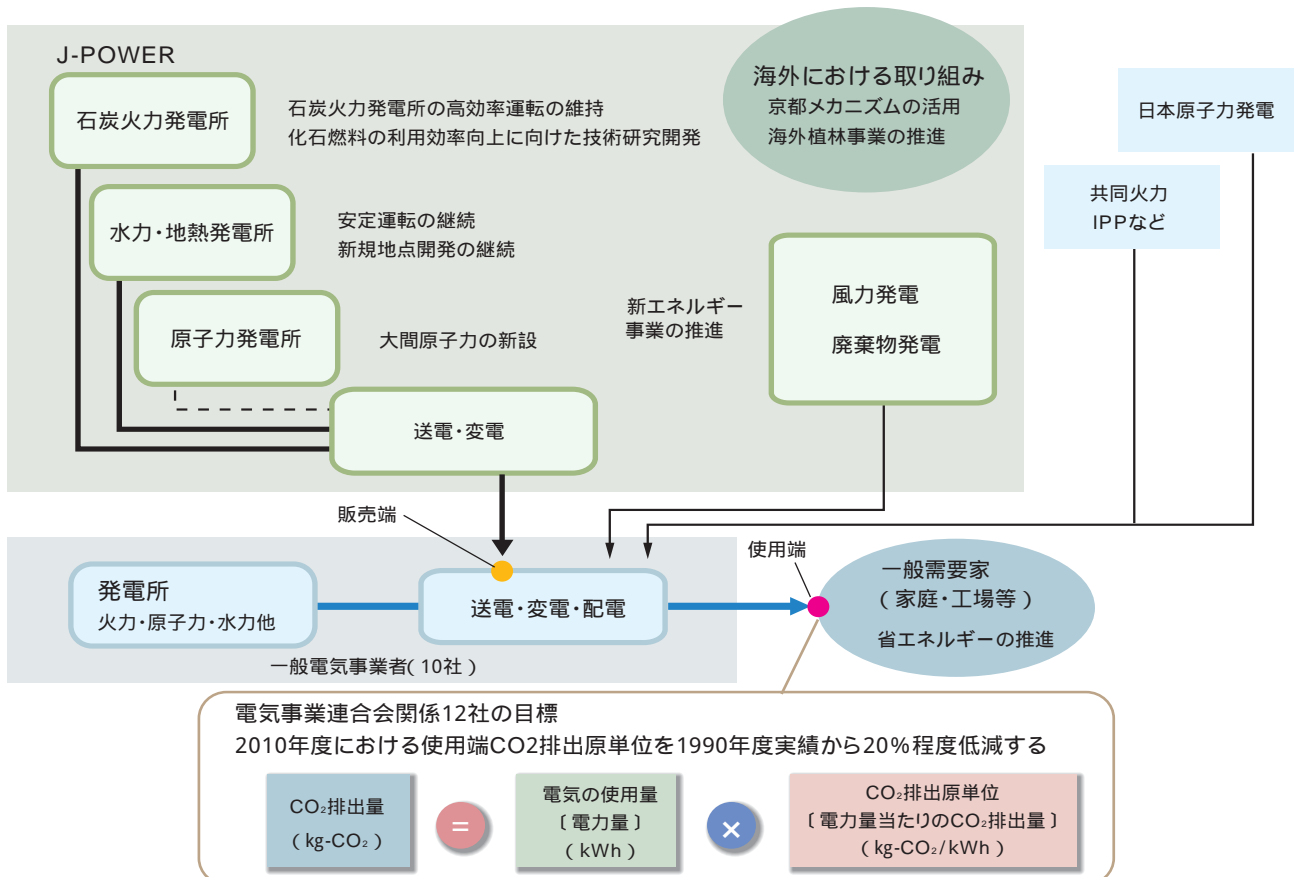 J-POWER
石炭火力発電所
石炭火力発電所の高効率運転の維持
化石燃料の利用効率向上に向けた技術研究開発
海外における取り組み
京都メカニズムの活用
海外植林事業の推進
日本原子力発電
共同火力
IPPなど
水力・地熱発電所
安定運転の継続
新規地点開発の継続
原子力発電所
大間原子力の新設
新エネルギー
事業の推進
風力発電
廃棄物発電
送電・変電
販売端
使用端
発電所
火力・原子力・水力他
送電・変電・配電
一般需要家
(家庭・工場等)
省エネルギーの推進
一般電気事業者(10社)
電気事業連合会関係12社の目標
2010年度における使用端CO2排出原単位を1990年度実績から20%程度低減する
CO₂排出量
(kg-CO₂)
=
電気の使用量
〔電力量〕
(kWh)
×
CO₂排出原単位
〔電力量当たりのCO₂排出量〕
(kg-CO₂/kWh)